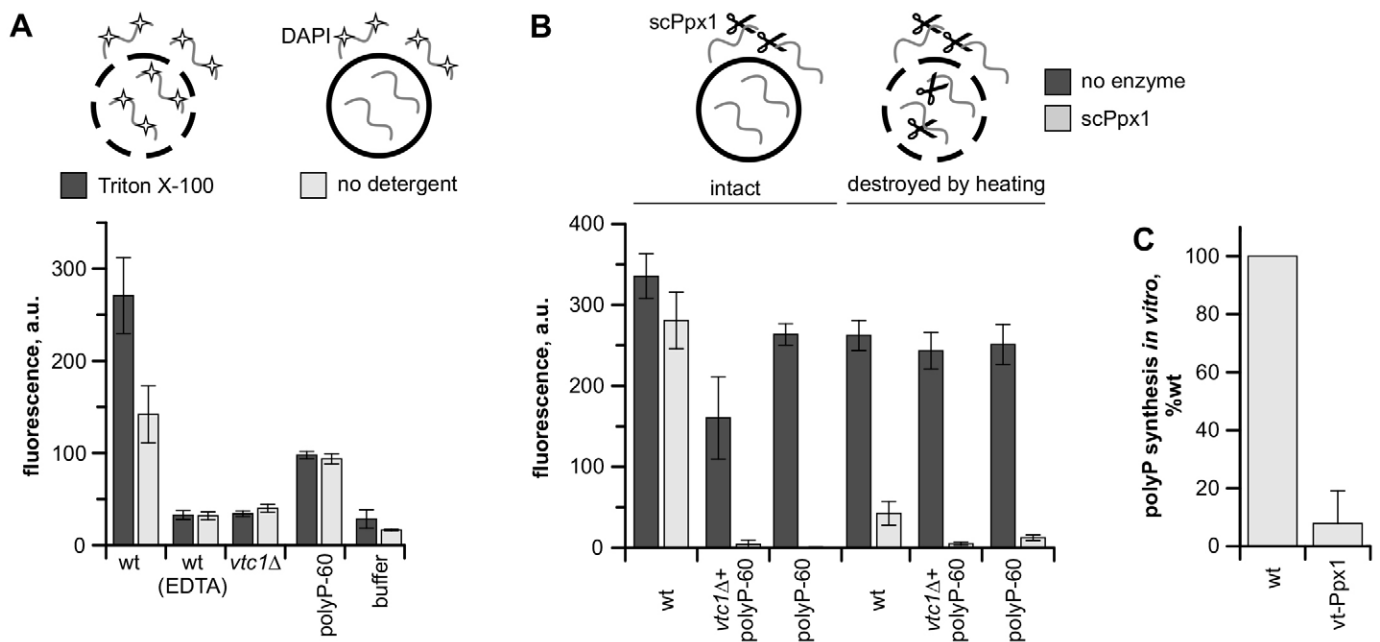 A
DAPI
Triton X-100
no detergent
fluorescence, a.u.
300
200
100
0
wt
wt
(EDTA)
vtc1Δ
polyP-60
buffer
B
scPpx1
no enzyme
scPpx1
intact
destroyed by heating
fluorescence, a.u.
400
300
200
100
0
wt
vtc1Δ+
polyP-60
polyP-60
wt
vtc1Δ+
polyP-60
polyP-60
C
polyP synthesis in vitro,
%wt
100
80
60
40
20
0
wt
vt-Ppx1